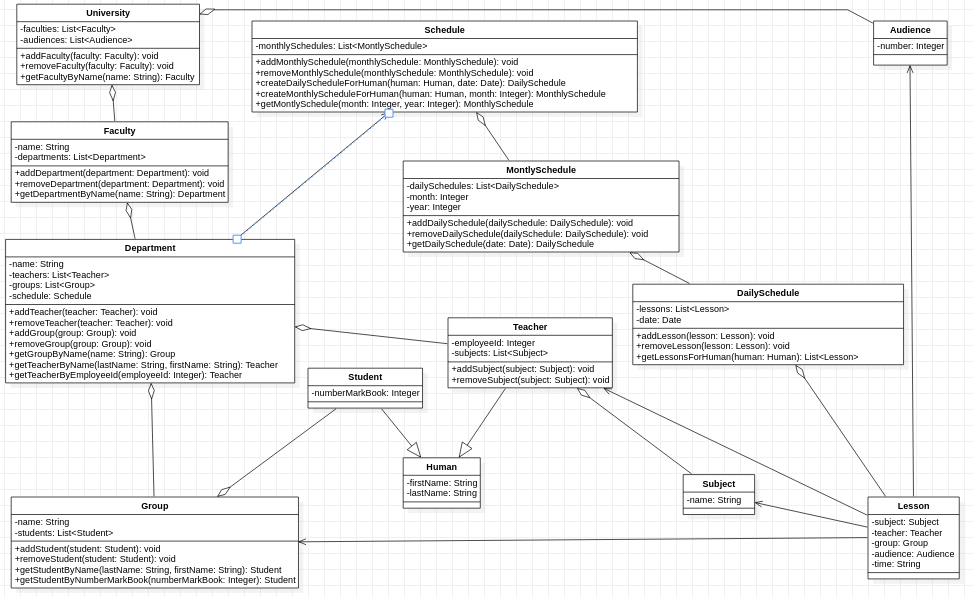 University
-faculties: List<Faculty>
-audiences: List<Audience>
+addFaculty(faculty: Faculty): void
+removeFaculty(faculty: Faculty): void
+getFacultyByName(name: String): Faculty
Schedule
-monthlySchedules: List<MontlySchedule>
+addMonthlySchedule(monthlySchedule: MonthlySchedule): void
+removeMonthlySchedule(monthlySchedule: MonthlySchedule): void
+createDailyScheduleForHuman(human: Human, date: Date): DailySchedule
+createMonthlyScheduleForHuman(human: Human, month: Integer): MonthlySchedule
+getMontlySchedule(month: Integer, year: Integer): MonthlySchedule
Audience
-number: Integer
Faculty
-name: String
-departments: List<Department>
+addDepartment(department: Department): void
+removeDepartment(department: Department): void
+getDepartmentByName(name: String): Department
MontlySchedule
-dailySchedules: List<DailySchedule>
-month: Integer
-year: Integer
+addDailySchedule(dailySchedule: DailySchedule): void
+removeDailySchedule(dailySchedule: DailySchedule): void
+getDailySchedule(date: Date): DailySchedule
Department
-name: String
-teachers: List<Teacher>
-groups: List<Group>
-schedule: Schedule
+addTeacher(teacher: Teacher): void
+removeTeacher(teacher: Teacher): void
+addGroup(group: Group): void
+removeGroup(group: Group): void
+getGroupByName(name: String): Group
+getTeacherByName(lastName: String, firstName: String): Teacher
+getTeacherByEmployeeId(employeeId: Integer): Teacher
DailySchedule
-lessons: List<Lesson>
-date: Date
+addLesson(lesson: Lesson): void
+removeLesson(lesson: Lesson): void
+getLessonsForHuman(human: Human): List<Lesson>
Teacher
-employeeId: Integer
-subjects: List<Subject>
+addSubject(subject: Subject): void
+removeSubject(subject: Subject): void
Student
-numberMarkBook: Integer
Human
-firstName: String
-lastName: String
Subject
-name: String
Group
-name: String
-students: List<Student>
+addStudent(student: Student): void
+removeStudent(student: Student): void
+getStudentByName(lastName: String, firstName: String): Student
+getStudentByNumberMarkBook(numberMarkBook: Integer): Student
Lesson
-subject: Subject
-teacher: Teacher
-group: Group
-audience: Audience
-time: String